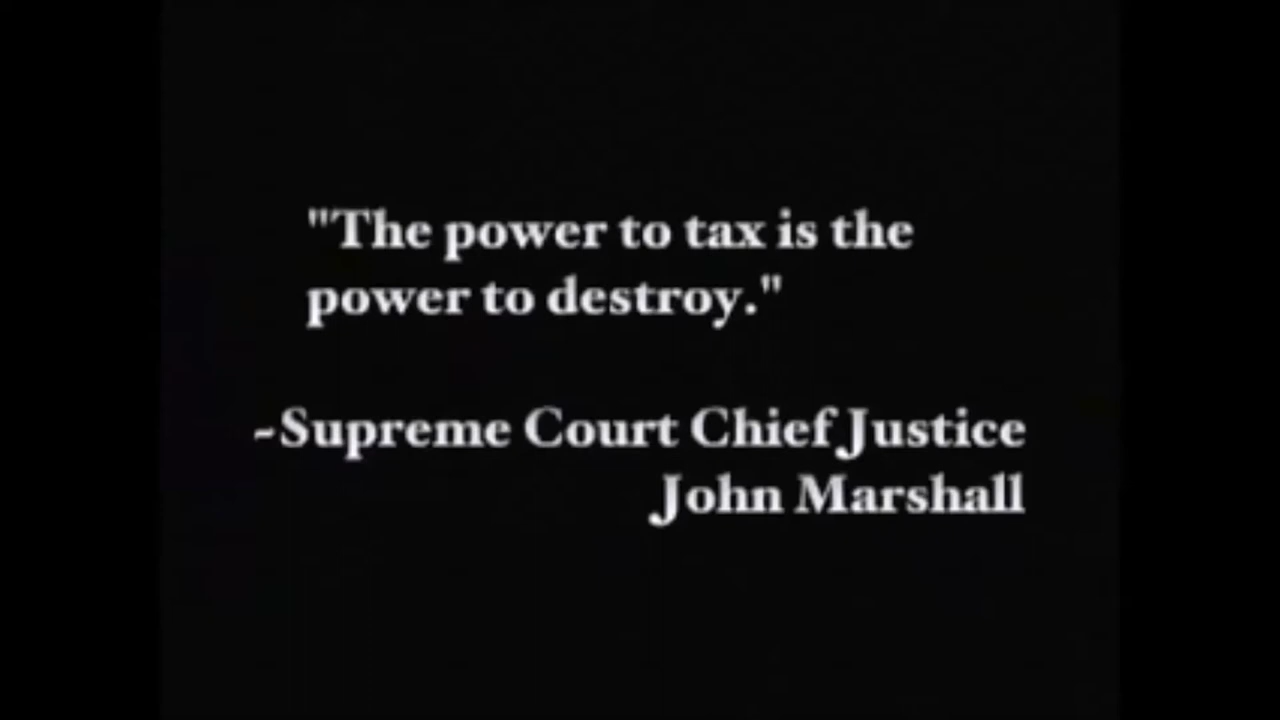 "The power to tax is the
power to destroy."
~Supreme Court Chief Justice
John Marshall